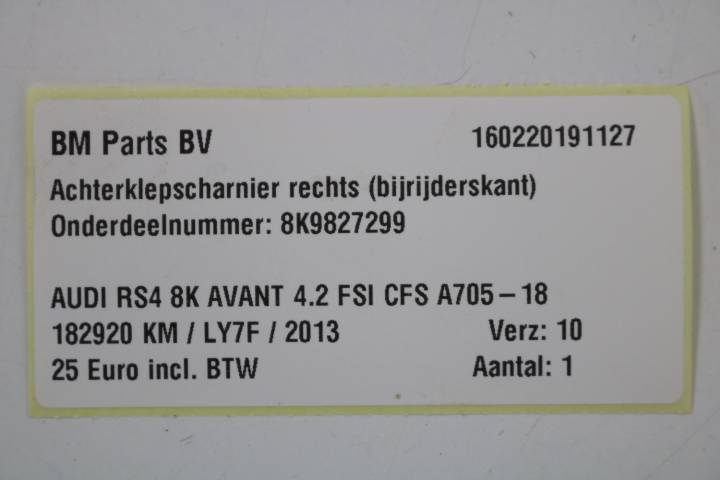 BM Parts BV 160220191127
Achterklepscharnier rechts (bijrijderskant)
Onderdeelnummer: 8K9827299
AUDI RS4 8K AVANT 4.2 FSI CFS A705-18
182920 KM / LY7F / 2013 Verz: 10
25 Euro incl. BTW Aantal: 1